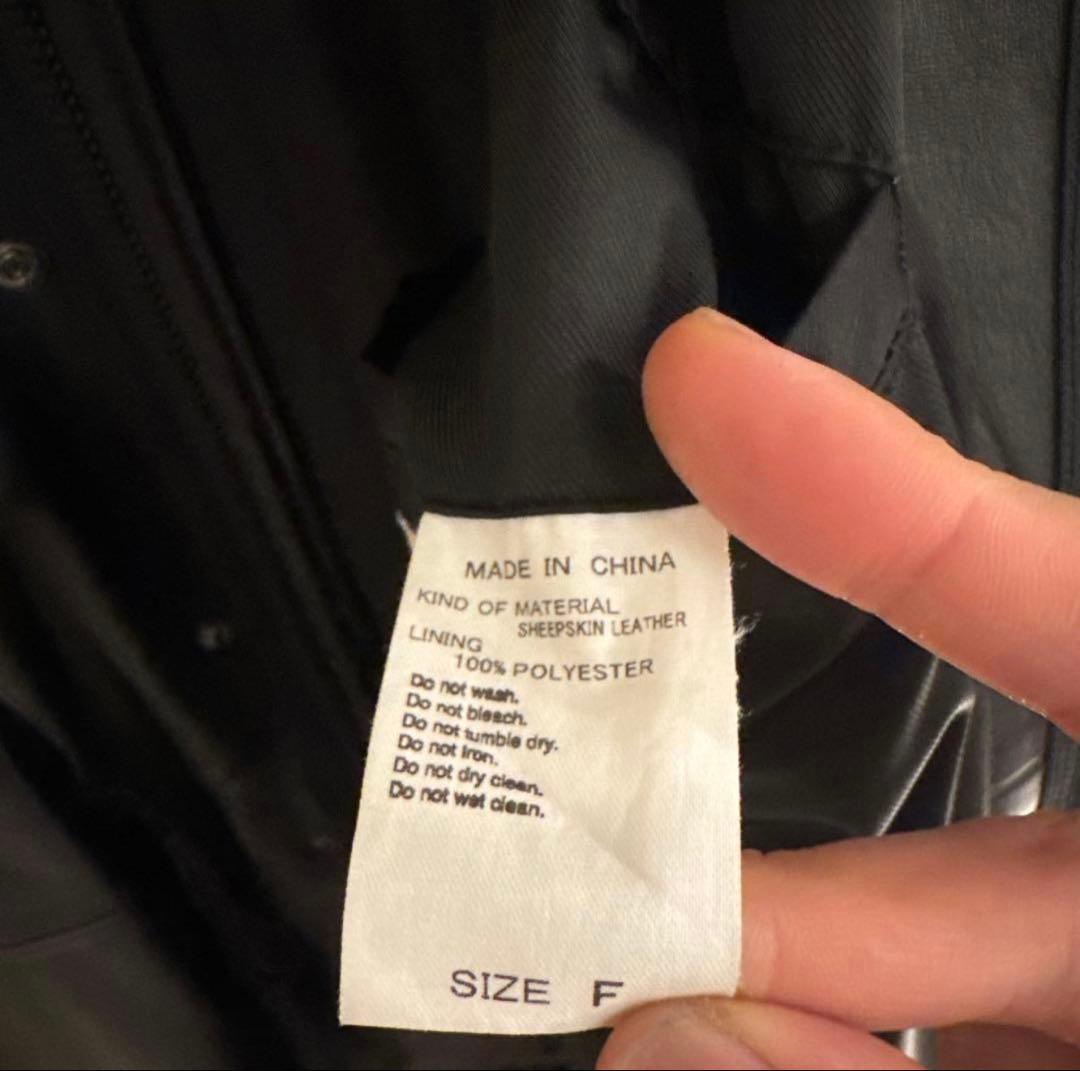 MADE IN CHINA
KIND OF MATERIAL
SHEEPSKIN LEATHER
LINING
100% POLYESTER
Do not wash.
Do not bleach.
Do not tumble dry.
Do not Iron.
Do not dry clean.
Do not wet clean.
SIZE F